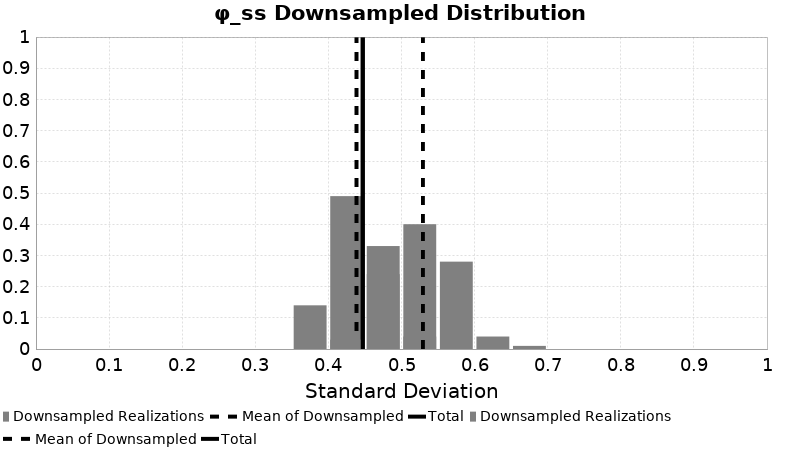 φ_ss Downsampled Distribution
1
0.9
0.8
0.7
0.6
0.5
0.4
0.3
0.2
0.1
0
0 0.1 0.2 0.3 0.4 0.5 0.6 0.7 0.8 0.9 1
Standard Deviation
Downsampled Realizations Mean of Downsampled Total Downsampled Realizations
Mean of Downsampled Total